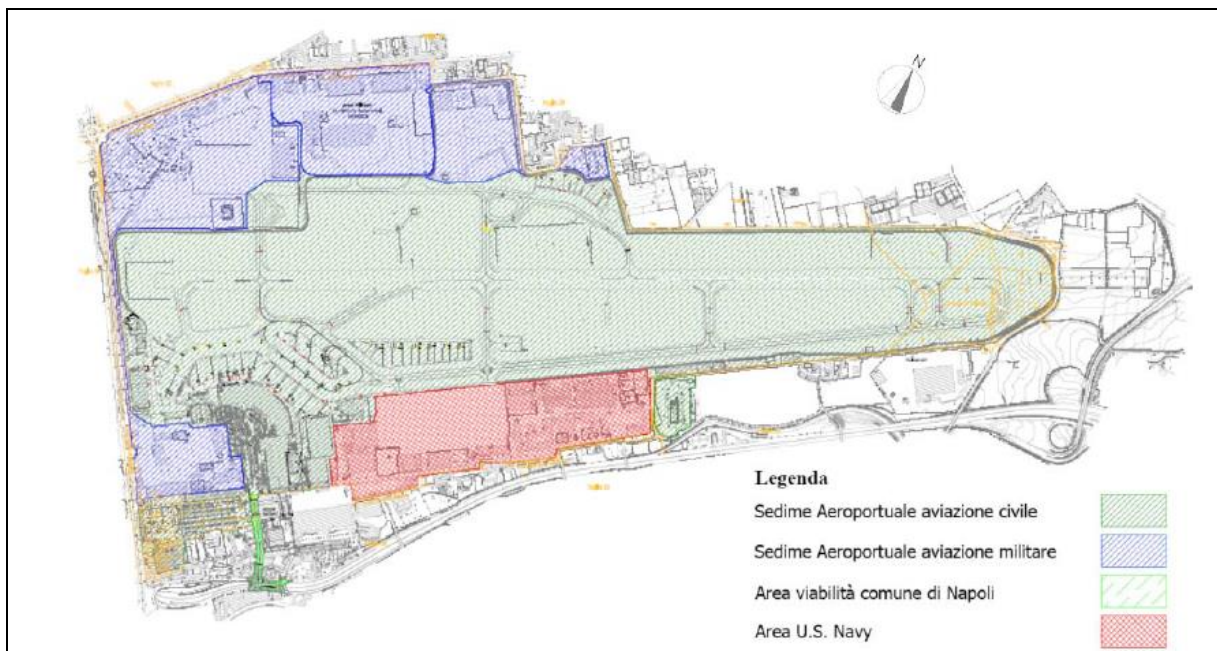 N
Legenda
Sedime Aeroportuale aviazione civile
Sedime Aeroportuale aviazione militare
Area viabilità comune di Napoli
Area U.S. Navy